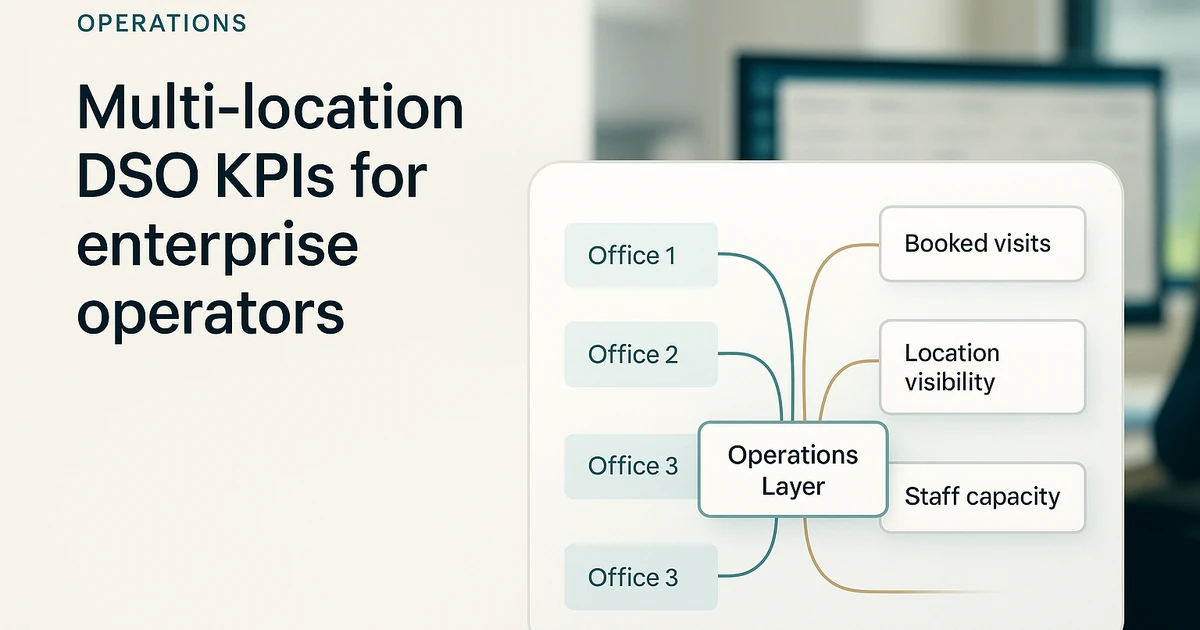 OPERATIONS
Multi-location
DSO KPIs for
enterprise
operators
Office 1
Office 2
Office 3
Office 3
Operations
Layer
Booked visits
Location
visibility
Staff capacity